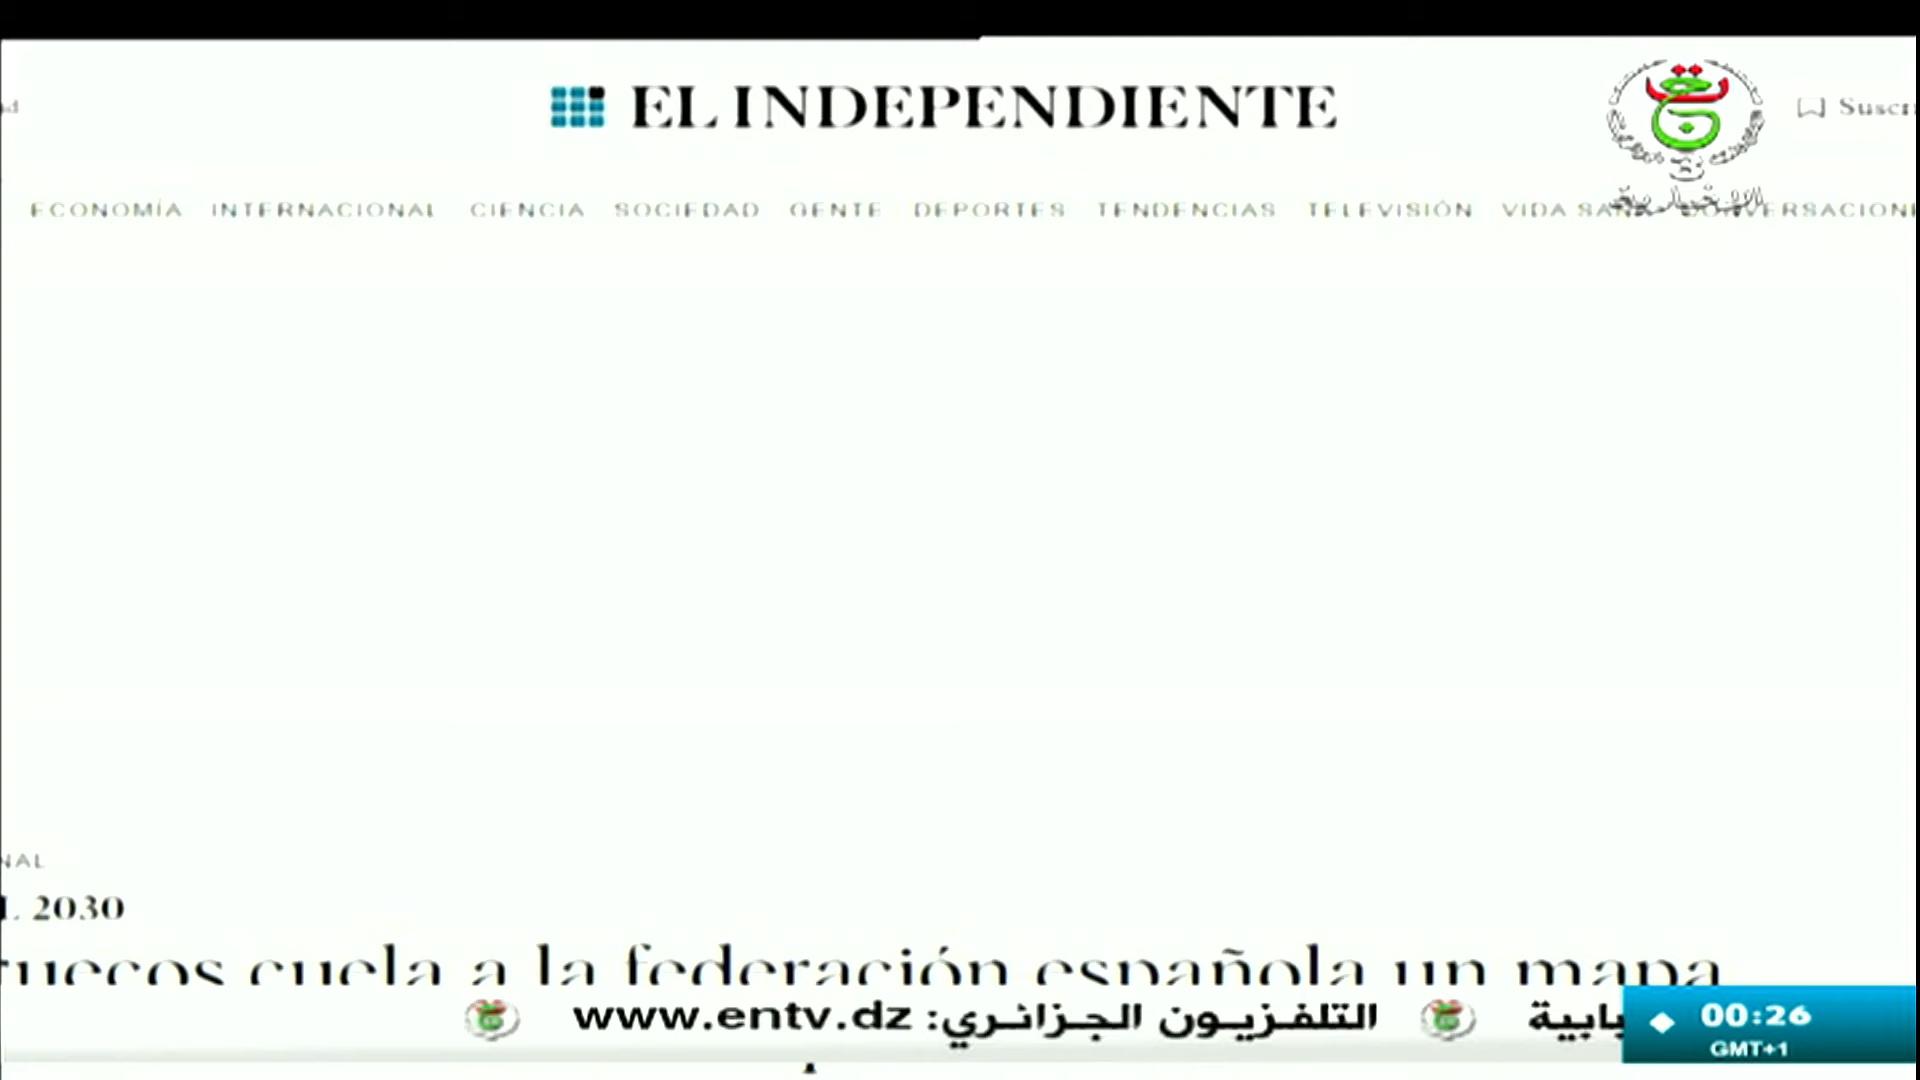 EL INDEPENDIENTE
ECONOMÍA INTERNACIONAL CIENCIA SOCIEDAD GENTE DEPORTES TENDENCIAS TELEVISIÓN VIDA
2030
cuela a la federación española un mapa
التلفزيون الجزائري: www.entv.dz
00:26
GMT+1